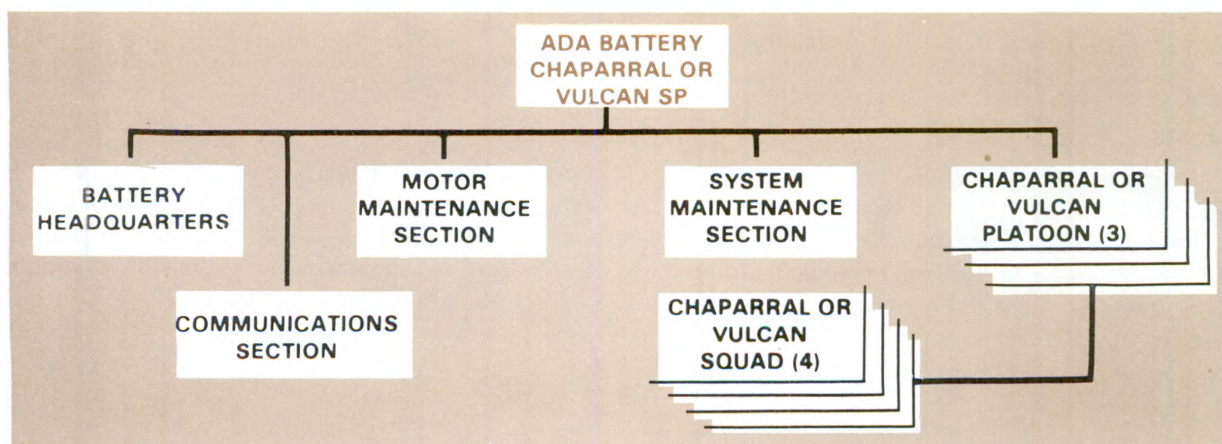 ADA BATTERY
CHAPARRAL OR
VULCAN SP
BATTERY
HEADQUARTERS
COMMUNICATIONS
SECTION
MOTOR
MAINTENANCE
SECTION
SYSTEM
MAINTENANCE
SECTION
CHAPARRAL OR
VULCAN
PLATOON (3)
CHAPARRAL OR
VULCAN
SQUAD (4)